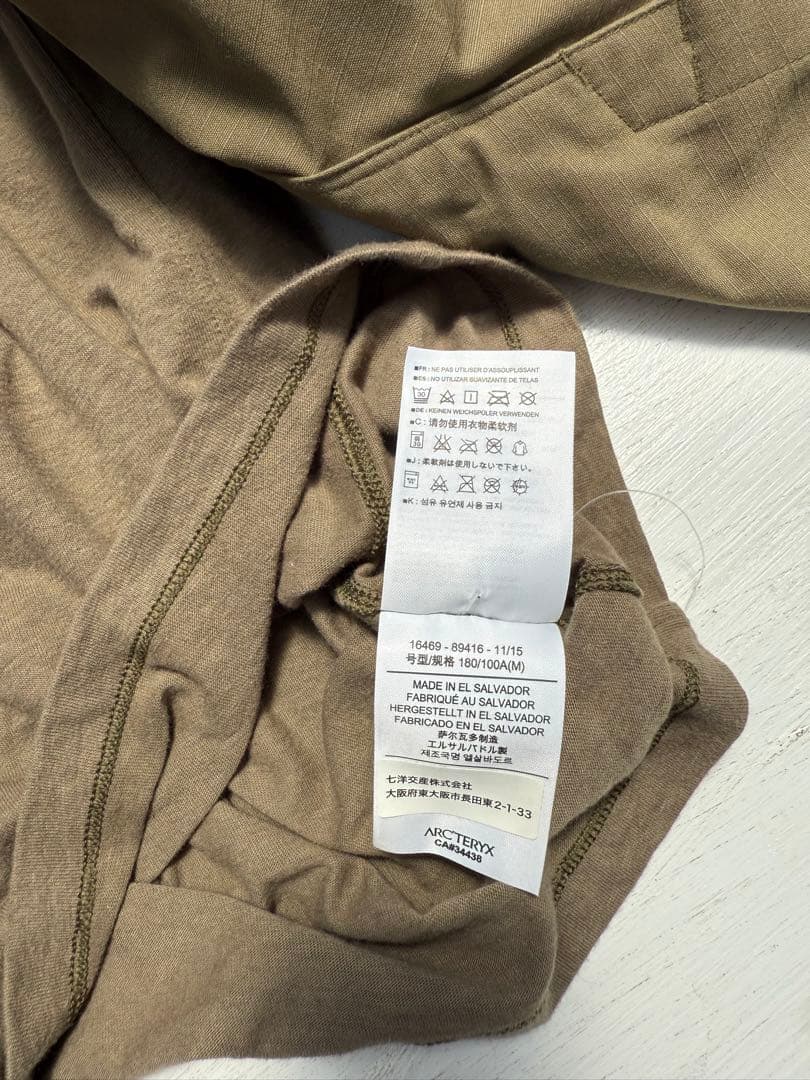 ■FR : NE PAS UTILISER D'ASSOUPLISSANT
■ES : NO UTILIZAR SUAVIZANTE DE TELAS
30
■DE : KEINEN WEICHSPÜLER VERWENDEN
■C : 请勿使用衣物柔软剂
■J : 柔軟剤は使用しないで下さい。
■K : 섬유 유연제 사용 금지
16469 - 89416 - 11/15
号型/规格 180/100A(M)
MADE IN EL SALVADOR
FABRIQUÉ AU SALVADOR
HERGESTELLT IN EL SALVADOR
FABRICADO EN EL SALVADOR
萨尔瓦多制造
エルサルバドル製
제조국명 엘살바도르
七洋交産株式会社
大阪府東大阪市長田東2-1-33
ARC'TERYX
CA#34438